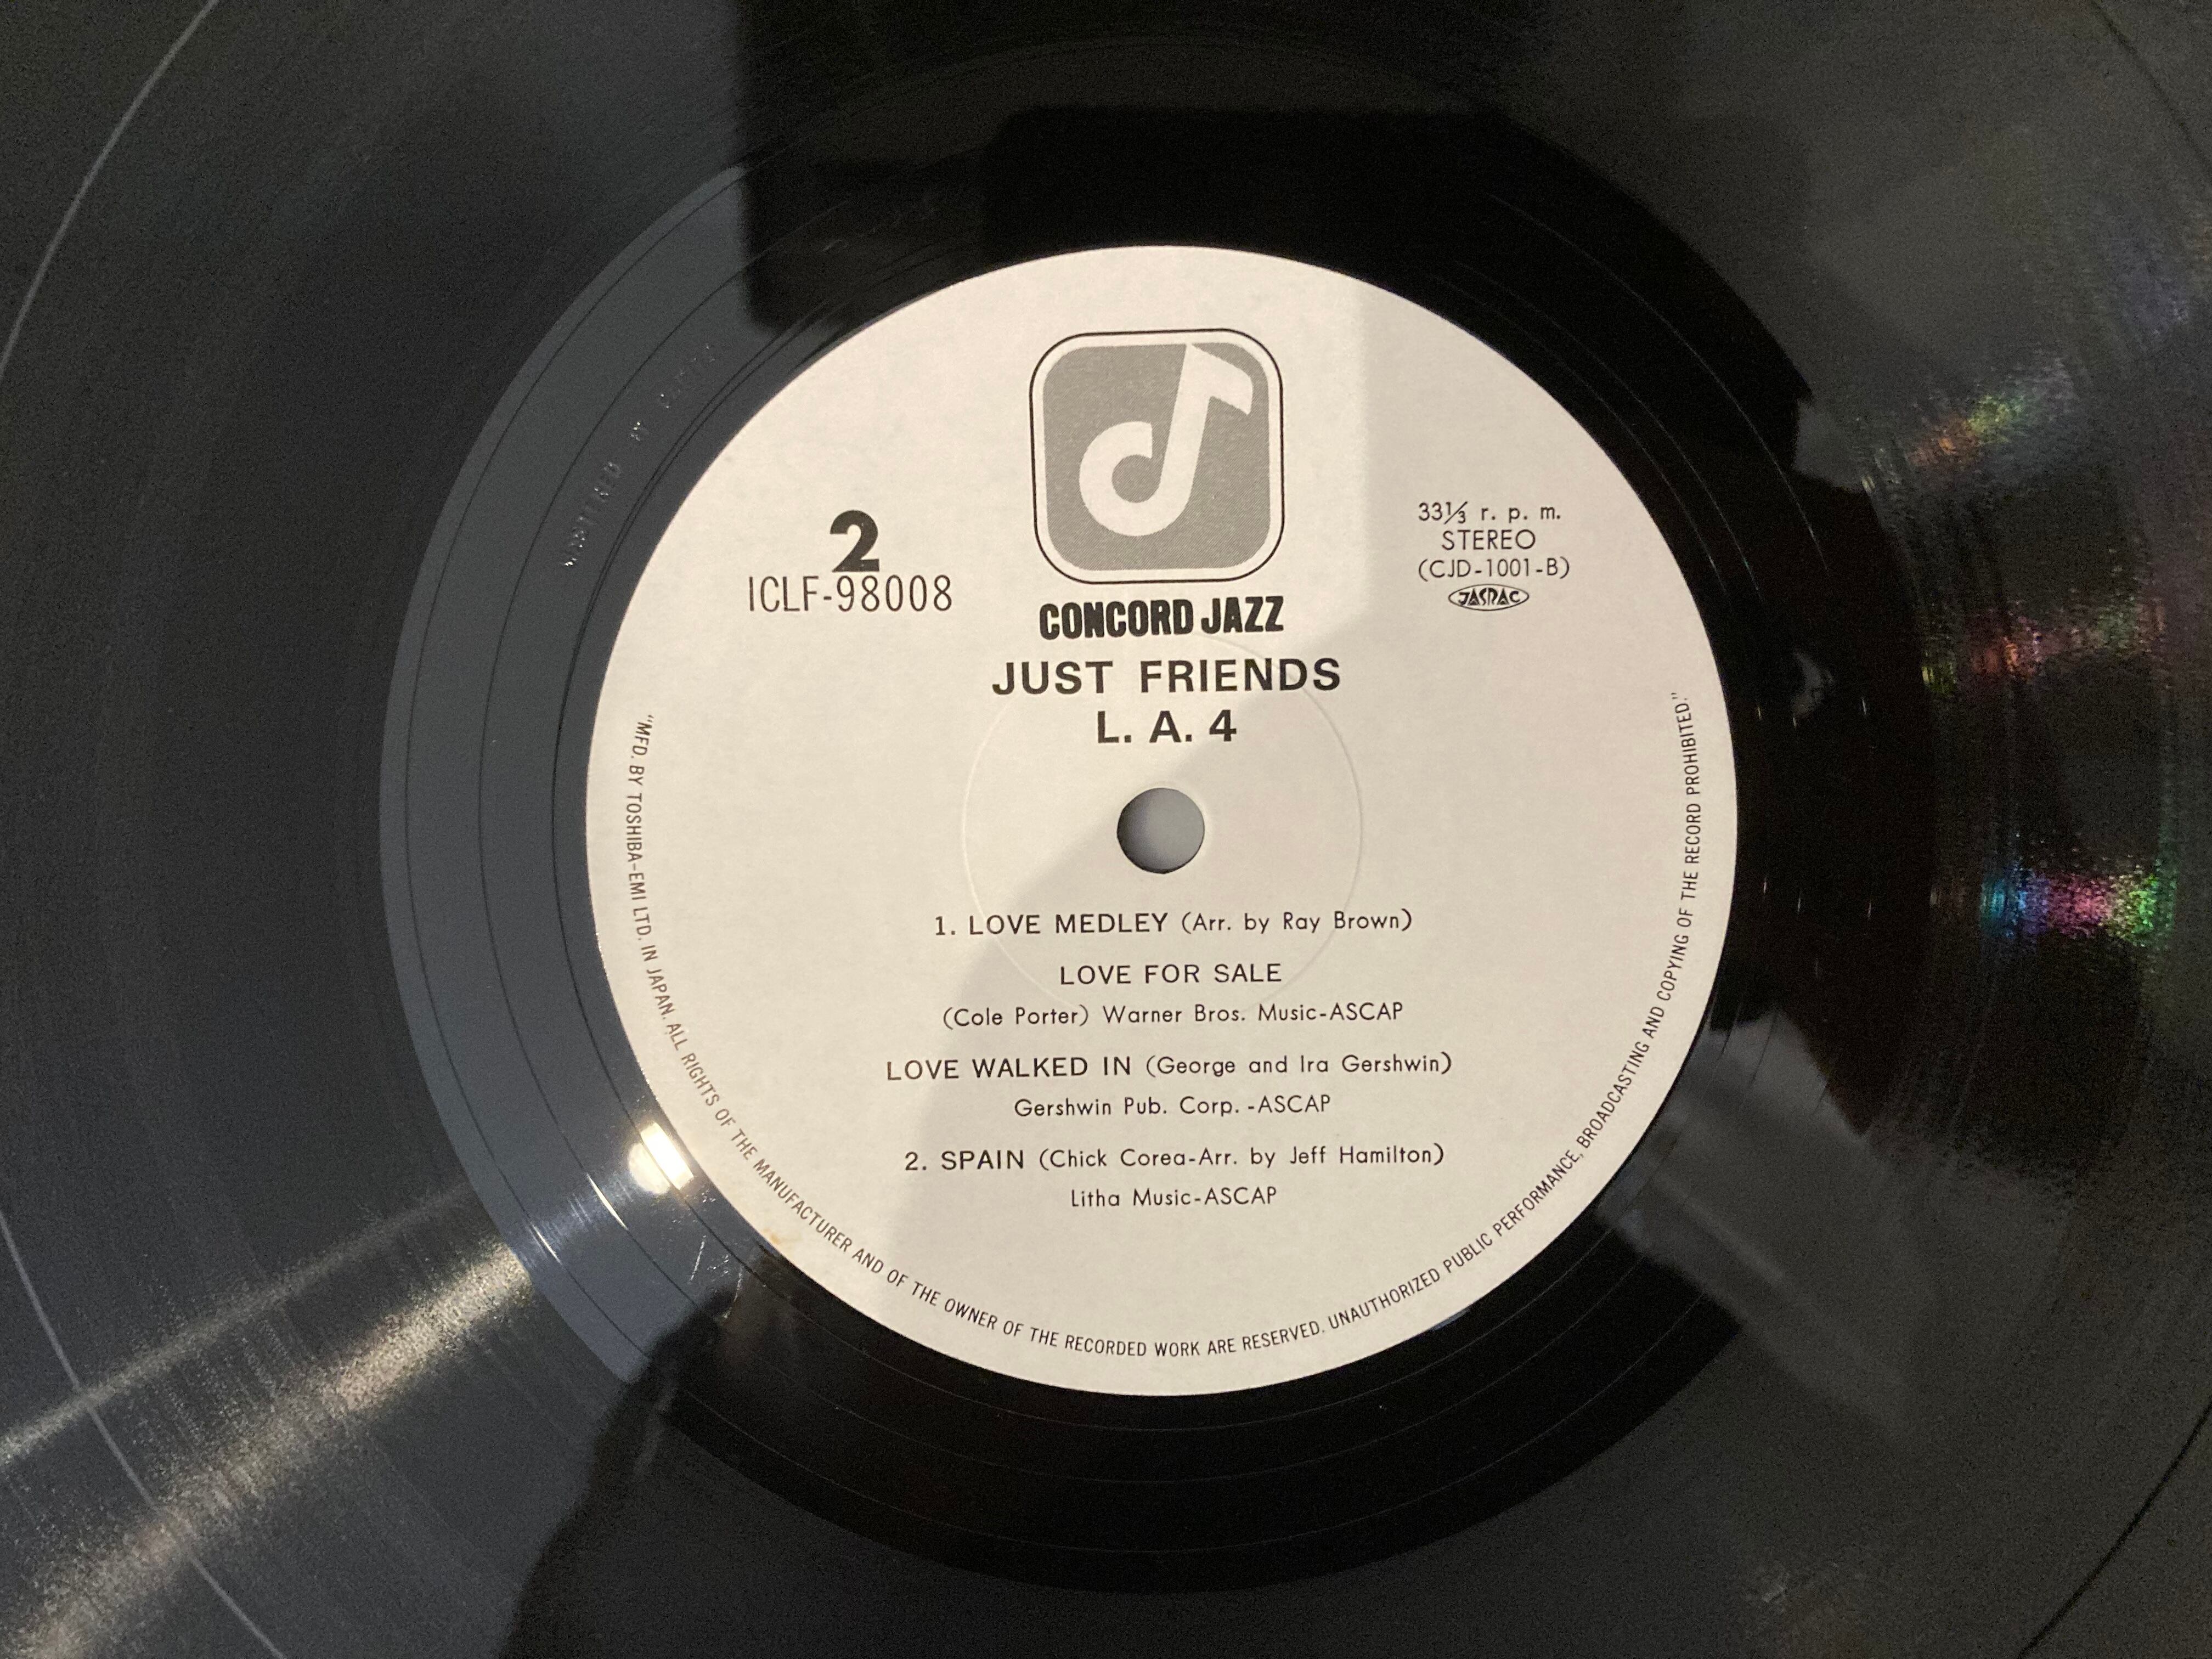 2
ICLF-98008
CONCORD JAZZ
33⅓ r. p. m.
STEREO
(CJD-1001-B)
JASRAC
JUST FRIENDS
L. A. 4
1. LOVE MEDLEY (Arr. by Ray Brown)
LOVE FOR SALE
(Cole Porter) Warner Bros. Music-ASCAP
LOVE WALKED IN (George and Ira Gershwin)
Gershwin Pub. Corp. -ASCAP
2. SPAIN (Chick Corea-Arr. by Jeff Hamilton)
Litha Music-ASCAP
"MFD. BY TOSHIBA-EMI LTD. IN JAPAN. ALL RIGHTS OF THE MANUFACTURER AND OF THE OWNER OF THE RECORDED WORK ARE RESERVED. UNAUTHORIZED PUBLIC PERFORMANCE, BROADCASTING AND COPYING OF THE RECORD PROHIBITED."
MASTERED BY